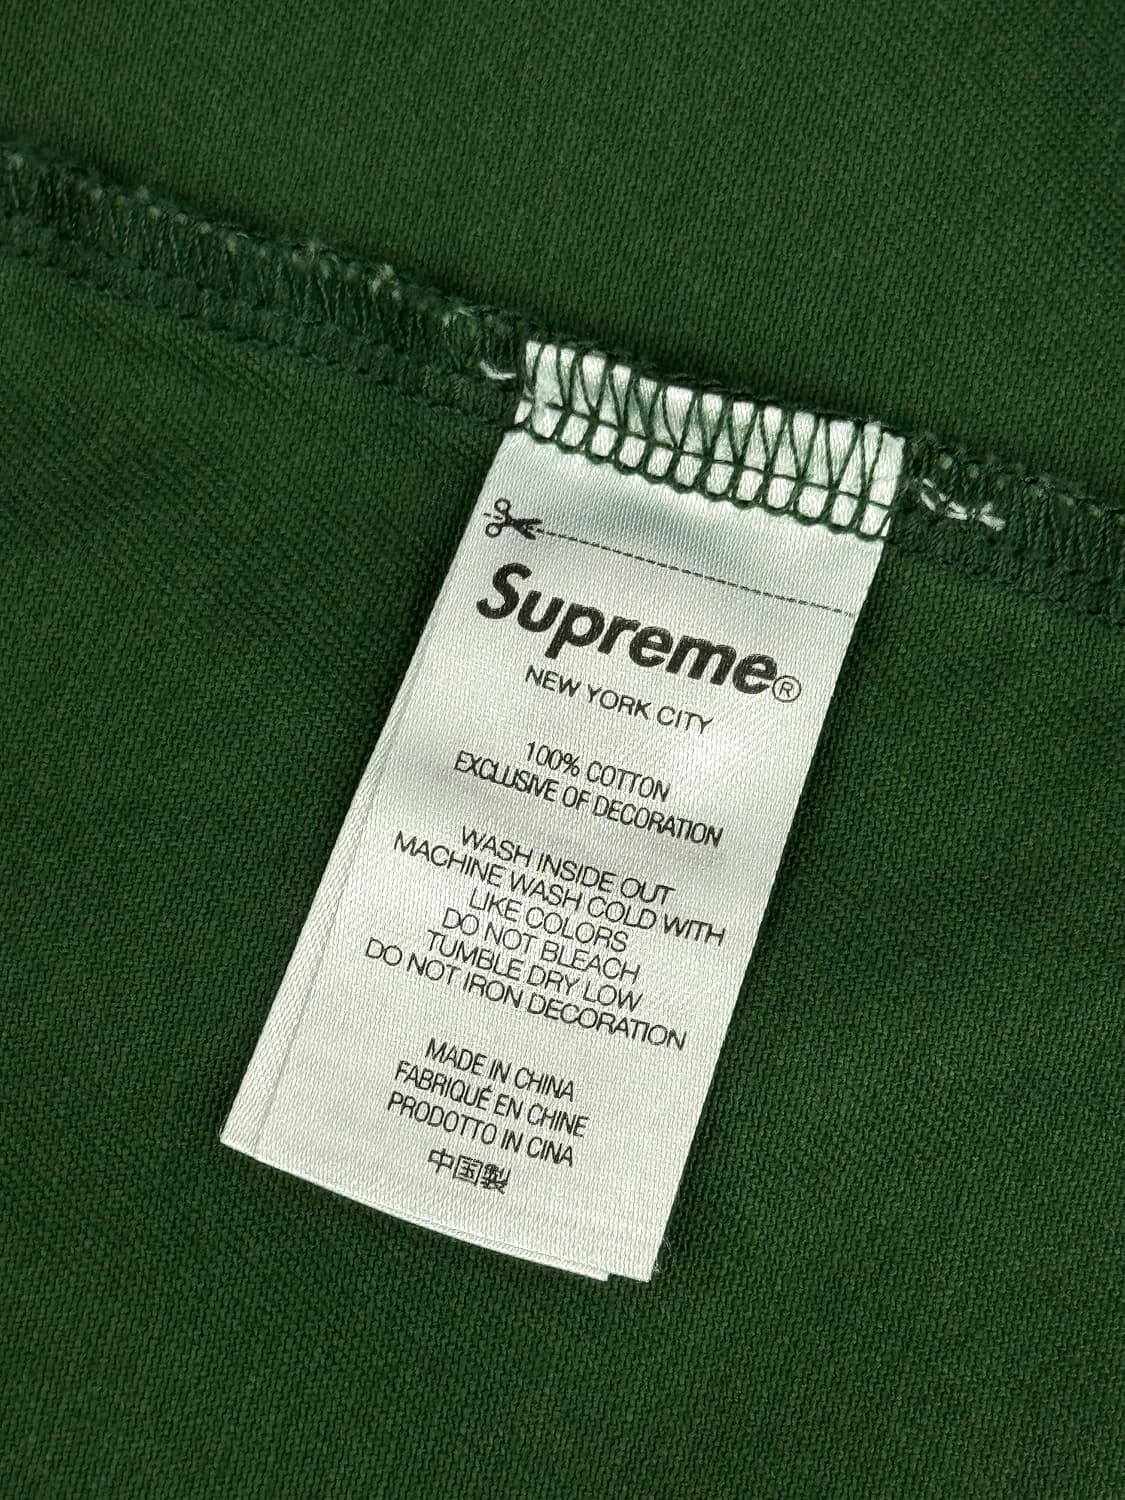 Supreme®
NEW YORK CITY
100% COTTON
EXCLUSIVE OF DECORATION
WASH INSIDE OUT
MACHINE WASH COLD WITH
LIKE COLORS
DO NOT BLEACH
TUMBLE DRY LOW
DO NOT IRON DECORATION
MADE IN CHINA
FABRIQUÉ EN CHINE
PRODOTTO IN CINA
中国製